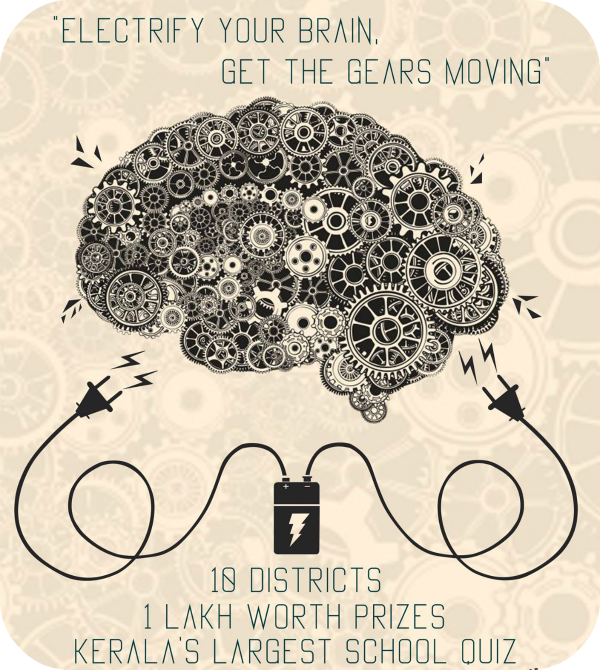 "ELECTRIFY YOUR BRAIN,
GET THE GEARS MOVING"
+ −
10 DISTRICTS
1 LAKH WORTH PRIZES
KERALA'S LARGEST SCHOOL QUIZ